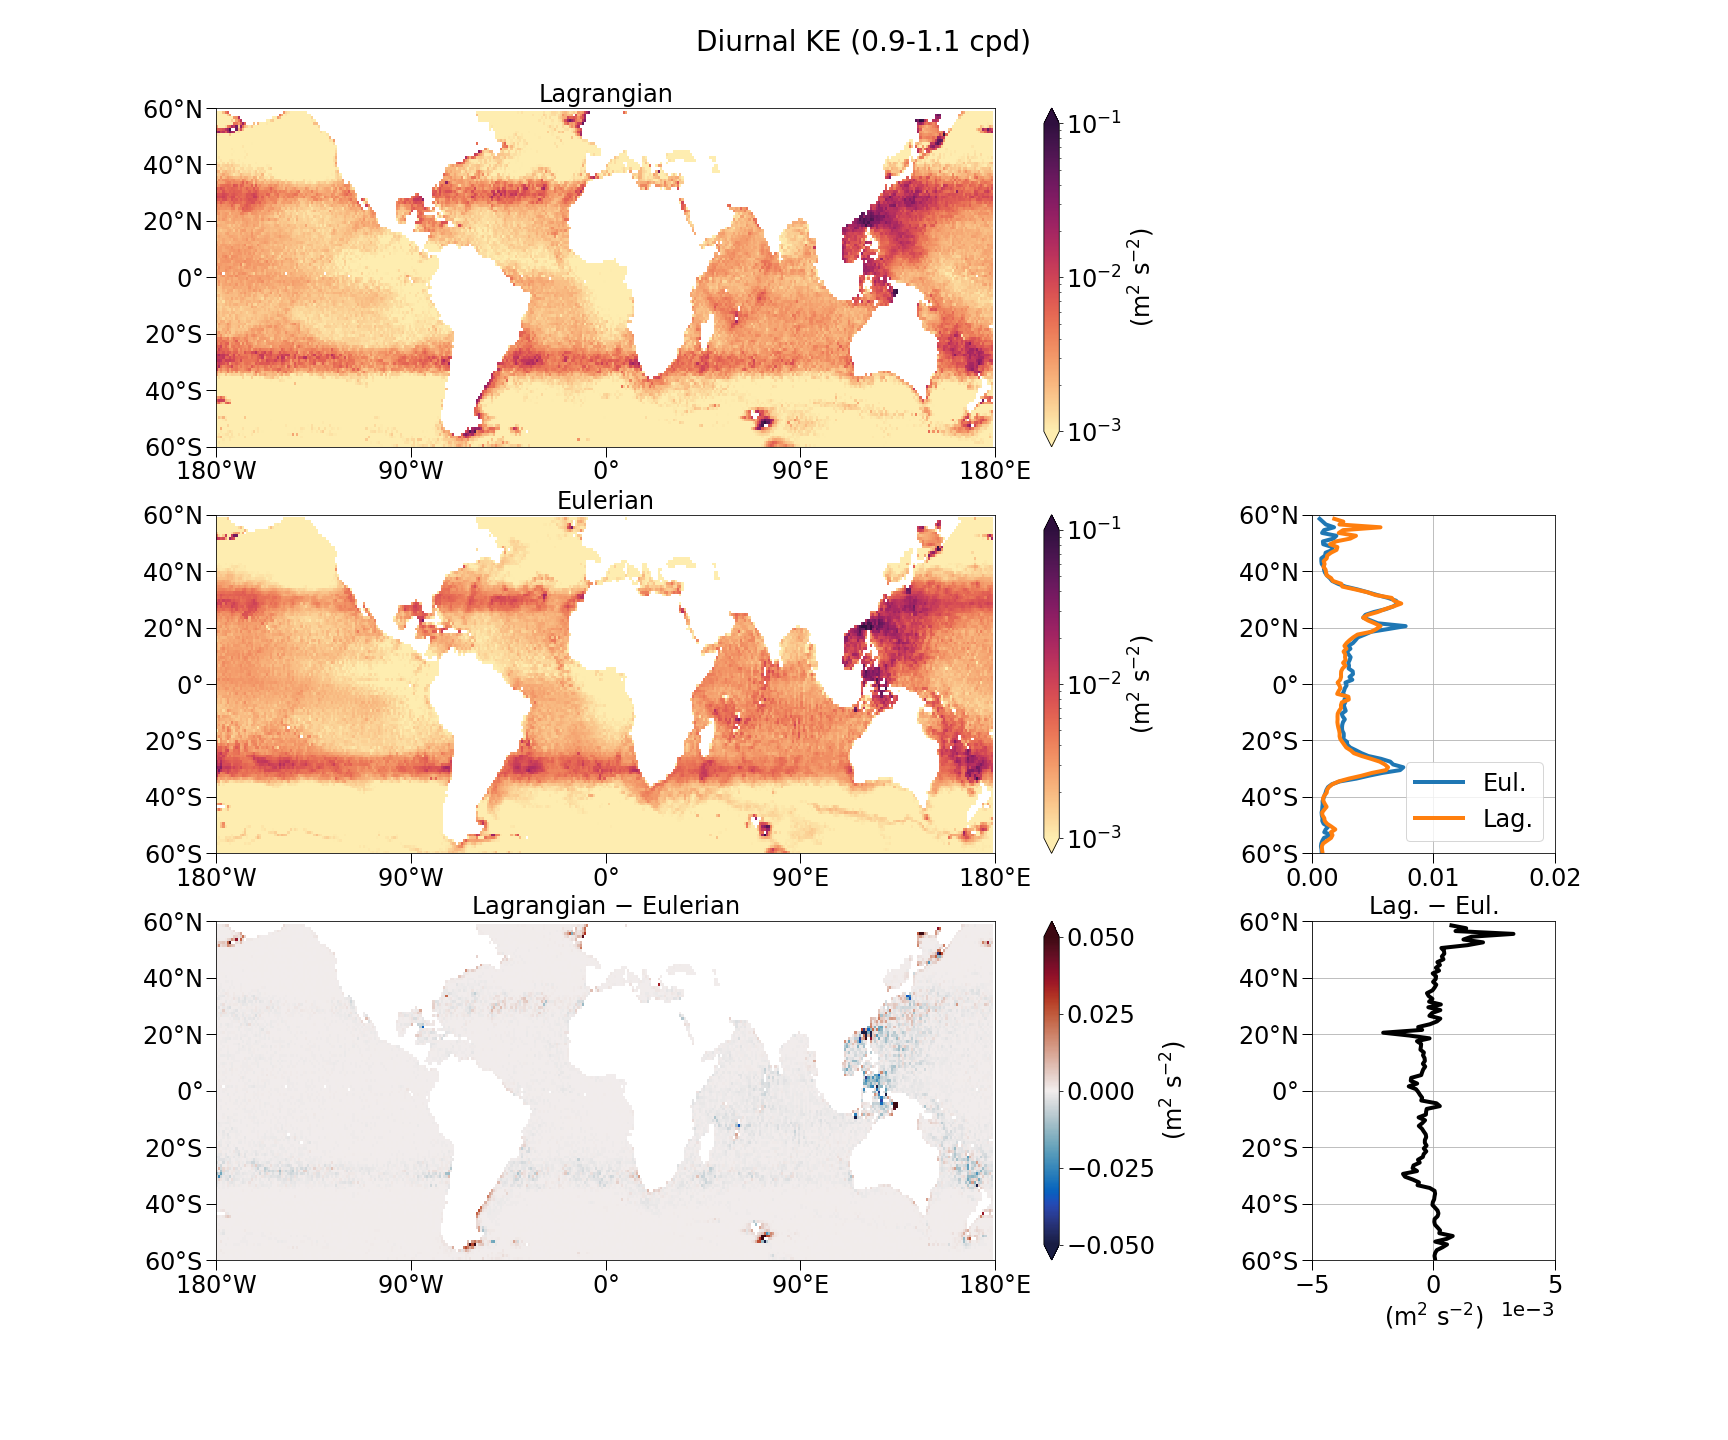 Diurnal KE (0.9-1.1 cpd)
Lagrangian
60°N
40°N
20°N
0°
20°S
40°S
60°S
180°W 90°W 0° 90°E 180°E
10⁻¹
10⁻²
10⁻³
(m² s⁻²)
Eulerian
60°N
40°N
20°N
0°
20°S
40°S
60°S
180°W 90°W 0° 90°E 180°E
10⁻¹
10⁻²
10⁻³
(m² s⁻²)
60°N
40°N
20°N
0°
20°S
40°S
60°S
Eul.
Lag.
0.00 0.01 0.02
Lagrangian − Eulerian
60°N
40°N
20°N
0°
20°S
40°S
60°S
180°W 90°W 0° 90°E 180°E
0.050
0.025
0.000
−0.025
−0.050
(m² s⁻²)
Lag. − Eul.
60°N
40°N
20°N
0°
20°S
40°S
60°S
−5 0 5
(m² s⁻²) 1e−3